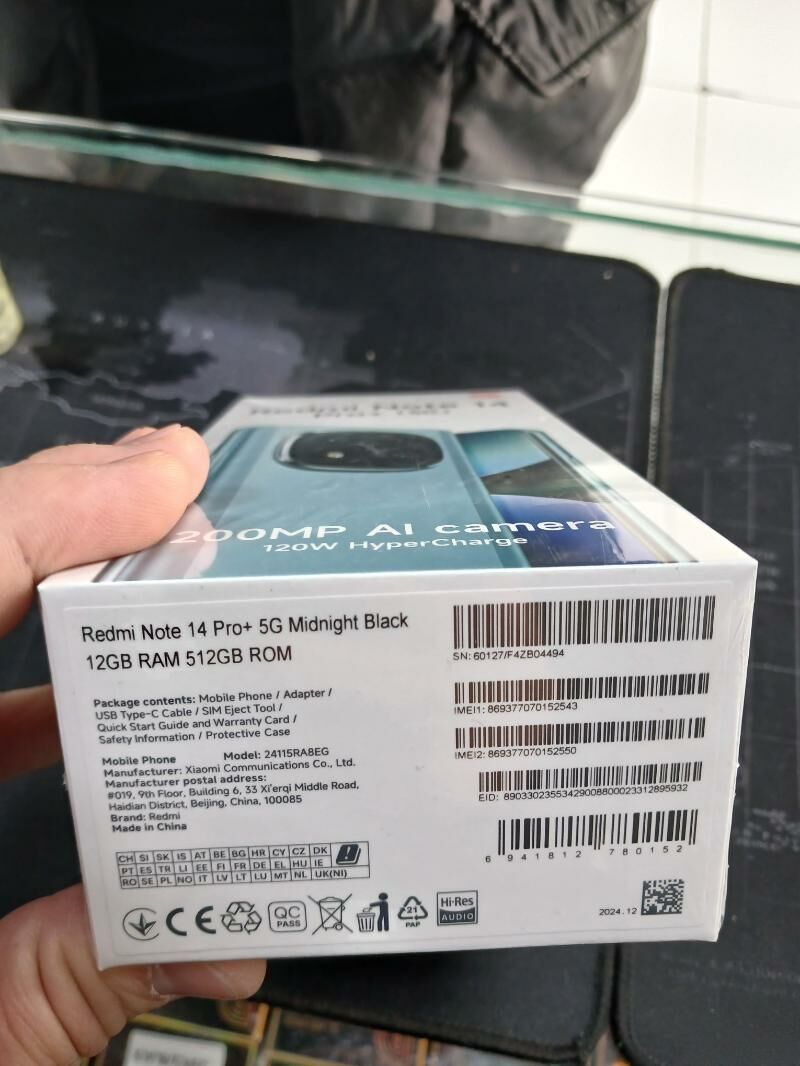 Redmi Note 14
Pro+ 5G
200MP AI camera
120W HyperCharge
Redmi Note 14 Pro+ 5G Midnight Black
12GB RAM 512GB ROM
Package contents: Mobile Phone / Adapter /
USB Type-C Cable / SIM Eject Tool /
Quick Start Guide and Warranty Card /
Safety Information / Protective Case
Mobile Phone Model: 24115RA8EG
Manufacturer: Xiaomi Communications Co., Ltd.
Manufacturer postal address:
#019, 9th Floor, Building 6, 33 Xi'erqi Middle Road,
Haidian District, Beijing, China, 100085
Brand: Redmi
Made in China
CH SI SK IS AT BE BG HR CY CZ DK
PT ES TR LI EE FI FR DE EL HU IE
RO SE PL NO IT LV LT LU MT NL UK(NI)
CE
QC
PASS
21
PAP
Hi-Res
AUDIO
SN: 60127/F4ZB04494
IMEI1: 869377070152543
IMEI2: 869377070152550
EID: 89033023553429008800023312895932
6 941812 780152
2024.12